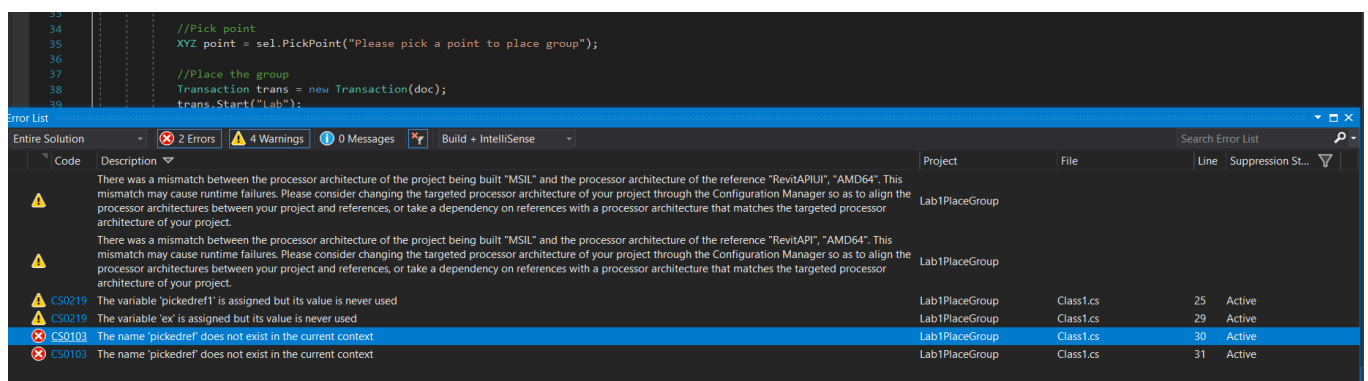 33
34 //Pick point
35 XYZ point = sel.PickPoint("Please pick a point to place group");
36
37 //Place the group
38 Transaction trans = new Transaction(doc);
39 trans.Start("Lab");
Error List
Entire Solution 2 Errors 4 Warnings 0 Messages Build + IntelliSense Search Error List
Code Description Project File Line Suppression St...
There was a mismatch between the processor architecture of the project being built "MSIL" and the processor architecture of the reference "RevitAPIUI", "AMD64". This
mismatch may cause runtime failures. Please consider changing the targeted processor architecture of your project through the Configuration Manager so as to align the
processor architectures between your project and references, or take a dependency on references with a processor architecture that matches the targeted processor
architecture of your project.
Lab1PlaceGroup
There was a mismatch between the processor architecture of the project being built "MSIL" and the processor architecture of the reference "RevitAPI", "AMD64". This
mismatch may cause runtime failures. Please consider changing the targeted processor architecture of your project through the Configuration Manager so as to align the
processor architectures between your project and references, or take a dependency on references with a processor architecture that matches the targeted processor
architecture of your project.
Lab1PlaceGroup
CS0219 The variable 'pickedref1' is assigned but its value is never used Lab1PlaceGroup Class1.cs 25 Active
CS0219 The variable 'ex' is assigned but its value is never used Lab1PlaceGroup Class1.cs 29 Active
CS0103 The name 'pickedref' does not exist in the current context Lab1PlaceGroup Class1.cs 30 Active
CS0103 The name 'pickedref' does not exist in the current context Lab1PlaceGroup Class1.cs 31 Active